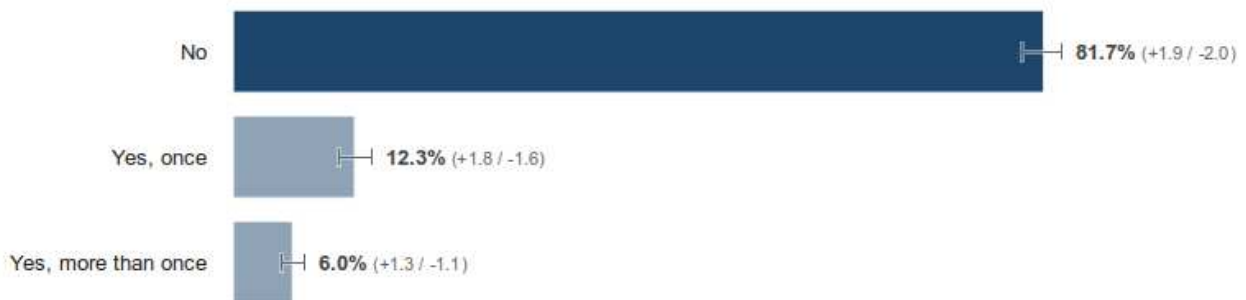 No 81.7% (+1.9 / -2.0)
Yes, once 12.3% (+1.8 / -1.6)
Yes, more than once 6.0% (+1.3 / -1.1)